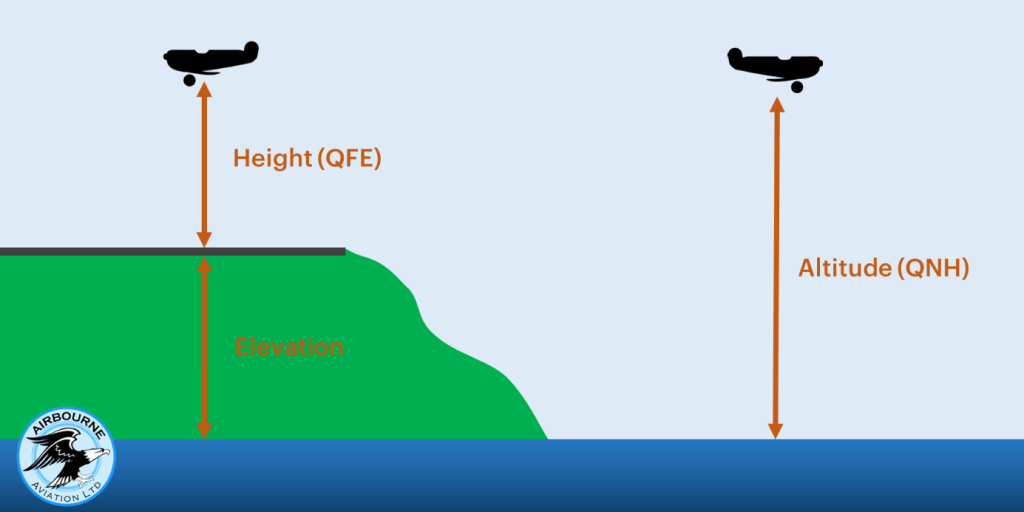 Height (QFE)
Altitude (QNH)
Elevation
AIRBOURNE
AVIATION LTD